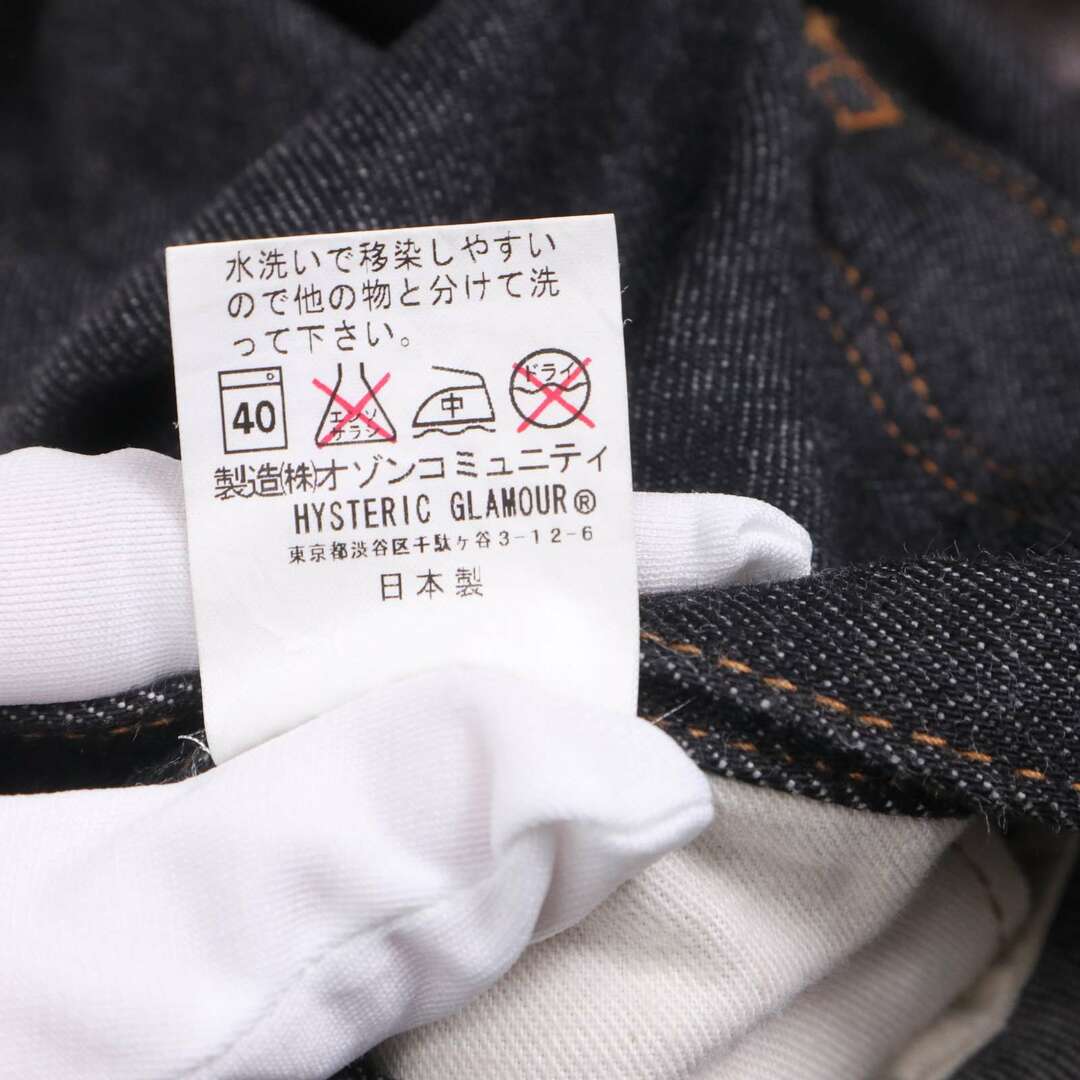 水洗いで移染しやすい
ので他の物と分けて洗
って下さい。
40 エンソサラシ 中 ドライ
製造(株)オゾンコミュニティ
HYSTERIC GLAMOUR®
東京都渋谷区千駄ヶ谷3-12-6
日本製